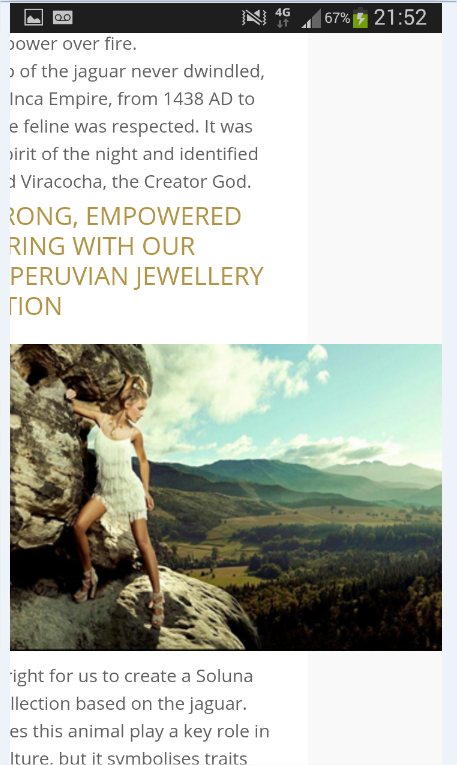 4G 67% 21:52
power over fire.
of the jaguar never dwindled,
Inca Empire, from 1438 AD to
e feline was respected. It was
pirit of the night and identified
d Viracocha, the Creator God.
RONG, EMPOWERED
RING WITH OUR
PERUVIAN JEWELLERY
TION
right for us to create a Soluna
llection based on the jaguar.
es this animal play a key role in
lture, but it symbolises traits